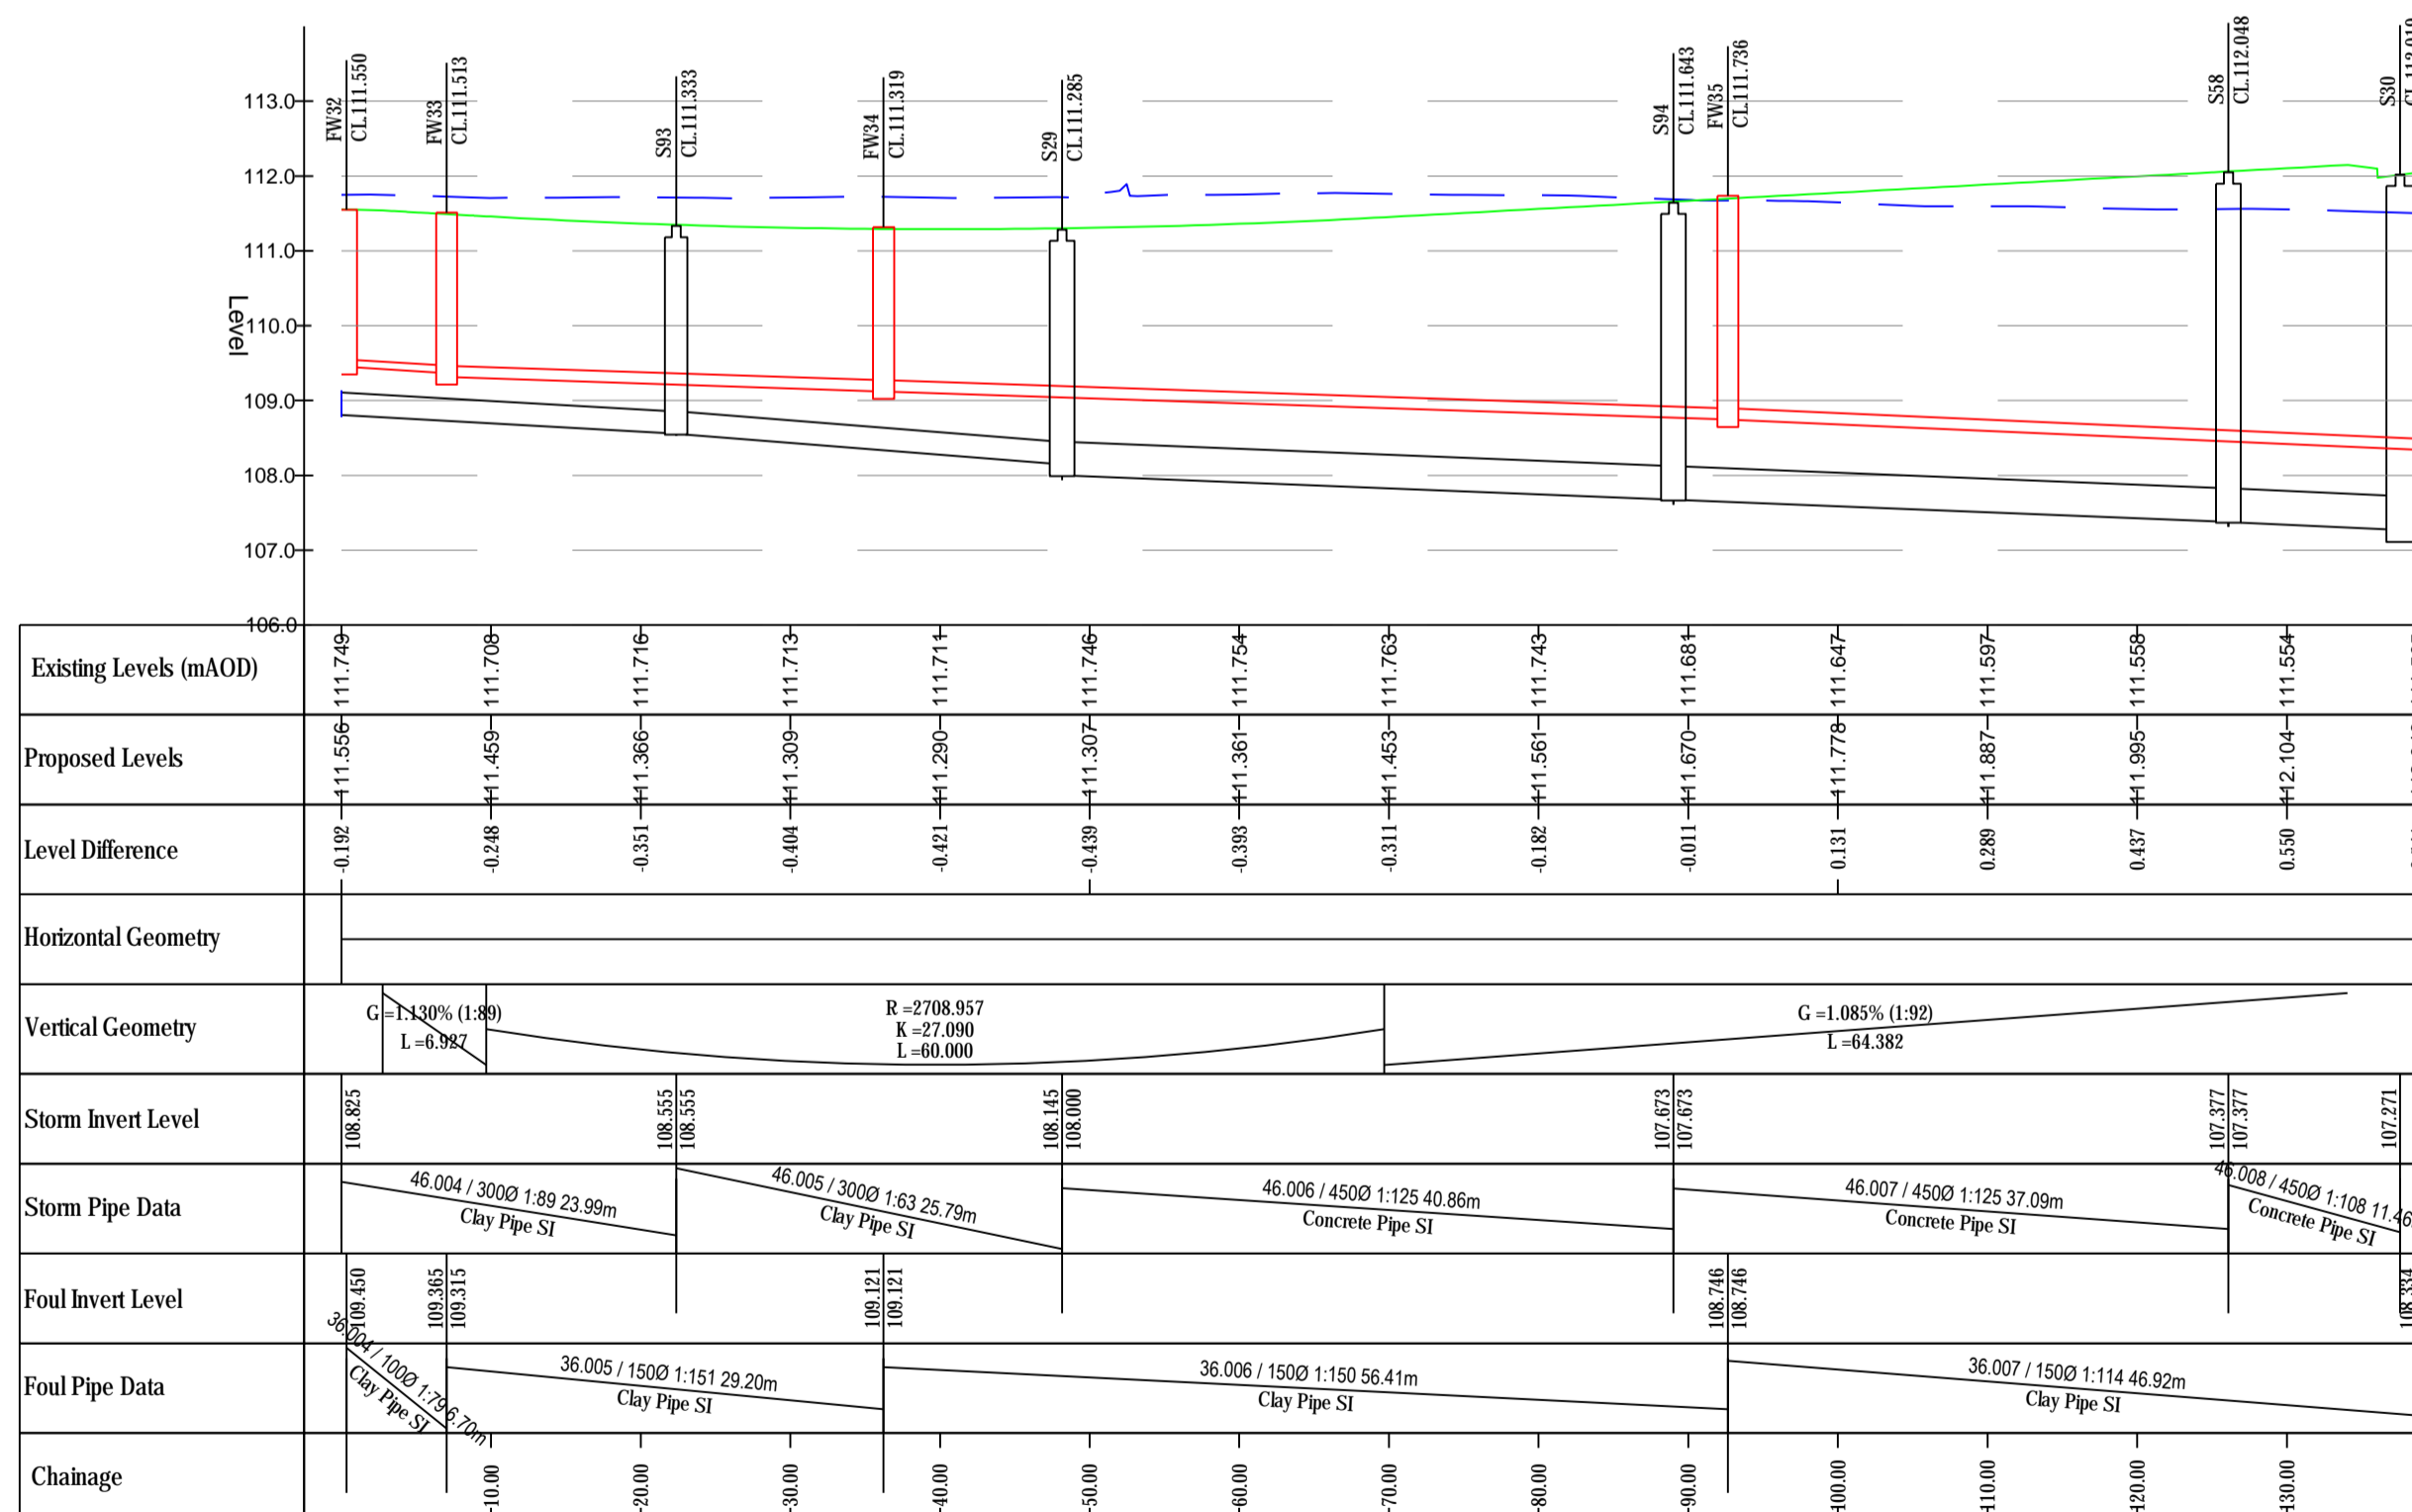 FW32
CL.111.550
FW33
CL.111.513
S93
CL.111.333
FW34
CL.111.319
S29
CL.111.285
S94
CL.111.643
FW35
CL.111.736
S58
CL.112.048
S30
113.0
112.0
111.0
110.0
109.0
108.0
107.0
106.0
Level
Existing Levels (mAOD) 111.749 111.708 111.716 111.713 111.711 111.746 111.754 111.763 111.743 111.681 111.647 111.597 111.558 111.554
Proposed Levels 111.556 111.459 111.366 111.309 111.290 111.307 111.361 111.453 111.561 111.670 111.778 111.887 111.995 112.104
Level Difference -0.192 -0.248 -0.351 -0.404 -0.421 -0.439 -0.393 -0.311 -0.182 -0.011 0.131 0.289 0.437 0.550
Horizontal Geometry
Vertical Geometry
G =1.130% (1:89)
L =6.927
R =2708.957
K =27.090
L =60.000
G =1.085% (1:92)
L =64.382
Storm Invert Level 108.825 108.555 108.555 108.145 108.000 107.673 107.673 107.377 107.377 107.271
Storm Pipe Data
46.004 / 300Ø 1:89 23.99m
Clay Pipe SI
46.005 / 300Ø 1:63 25.79m
Clay Pipe SI
46.006 / 450Ø 1:125 40.86m
Concrete Pipe SI
46.007 / 450Ø 1:125 37.09m
Concrete Pipe SI
46.008 / 450Ø 1:108 11.46
Concrete Pipe SI
Foul Invert Level 109.450 109.365 109.315 109.121 109.121 108.746 108.746 108.334
Foul Pipe Data
36.004 / 100Ø 1:79 6.70m
Clay Pipe SI
36.005 / 150Ø 1:151 29.20m
Clay Pipe SI
36.006 / 150Ø 1:150 56.41m
Clay Pipe SI
36.007 / 150Ø 1:114 46.92m
Clay Pipe SI
Chainage 10.00 20.00 30.00 40.00 50.00 60.00 70.00 80.00 90.00 100.00 110.00 120.00 130.00